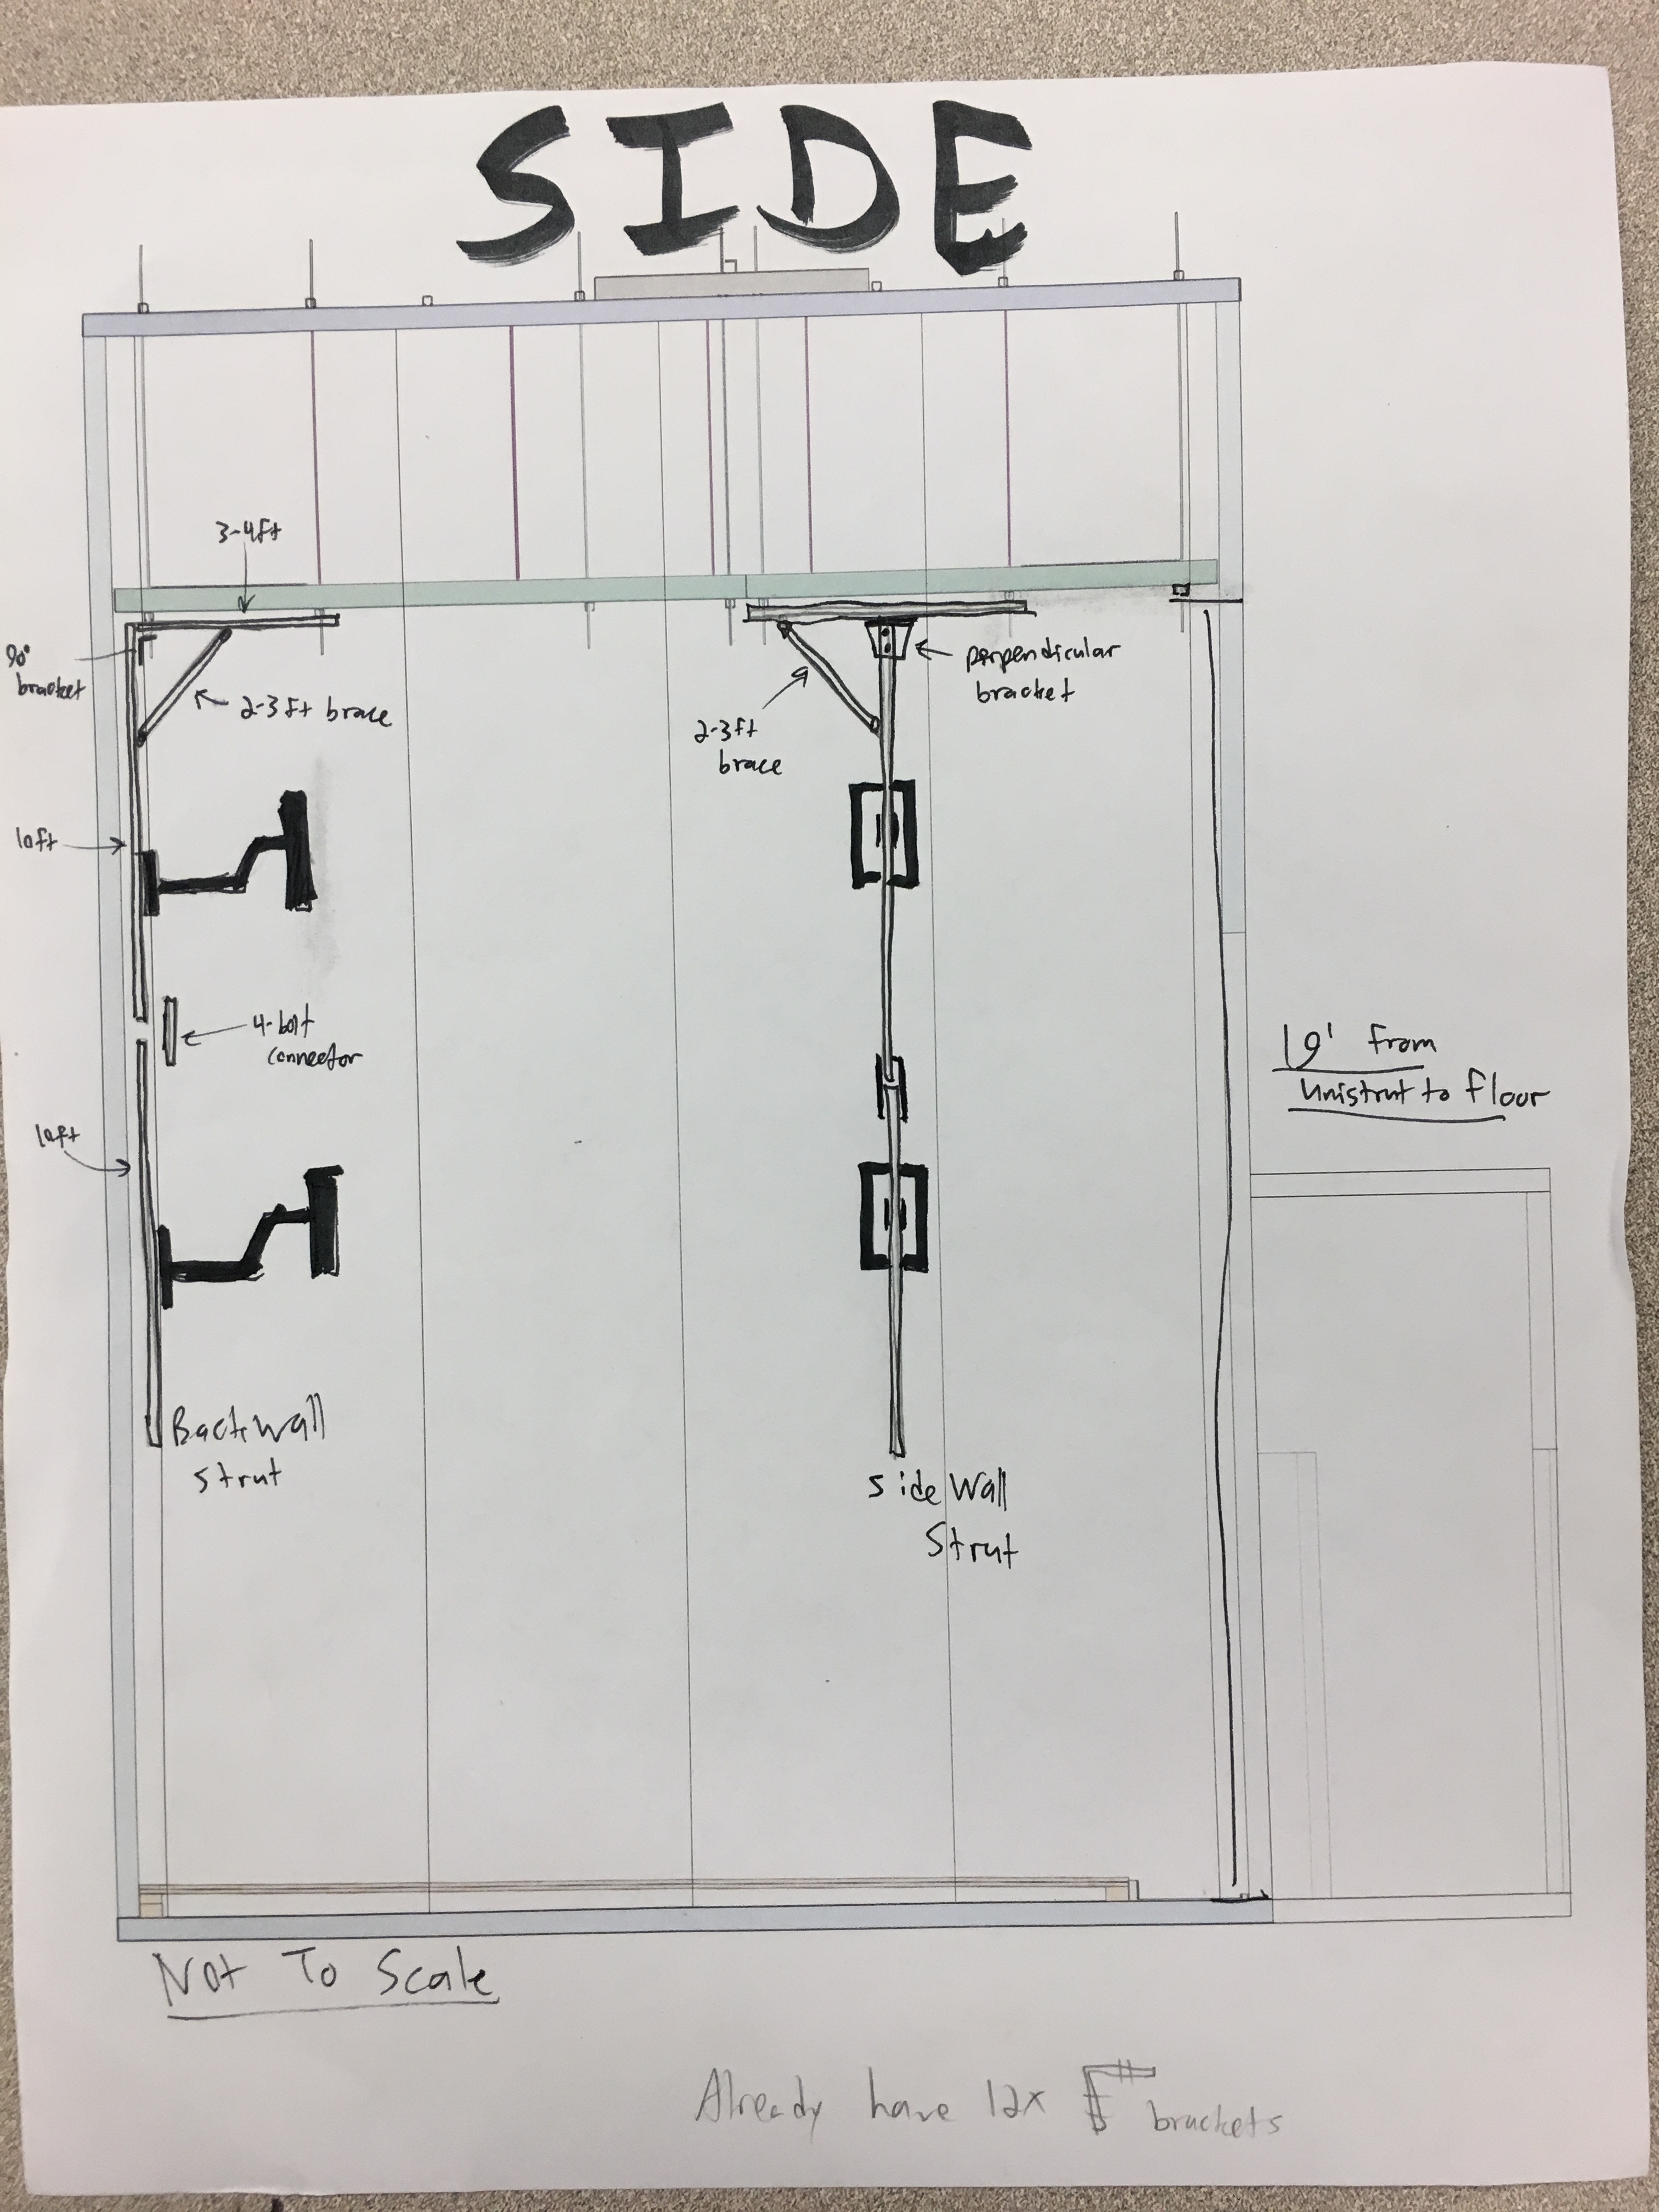 SIDE
90°
bracket
10ft
10ft
3-4ft
2-3ft brace
4-bolt
connector
Back wall
strut
2-3ft
brace
perpendicular
bracket
Side wall
Strut
19' from
Unistrut to floor
Not To Scale
Already have 12x brackets